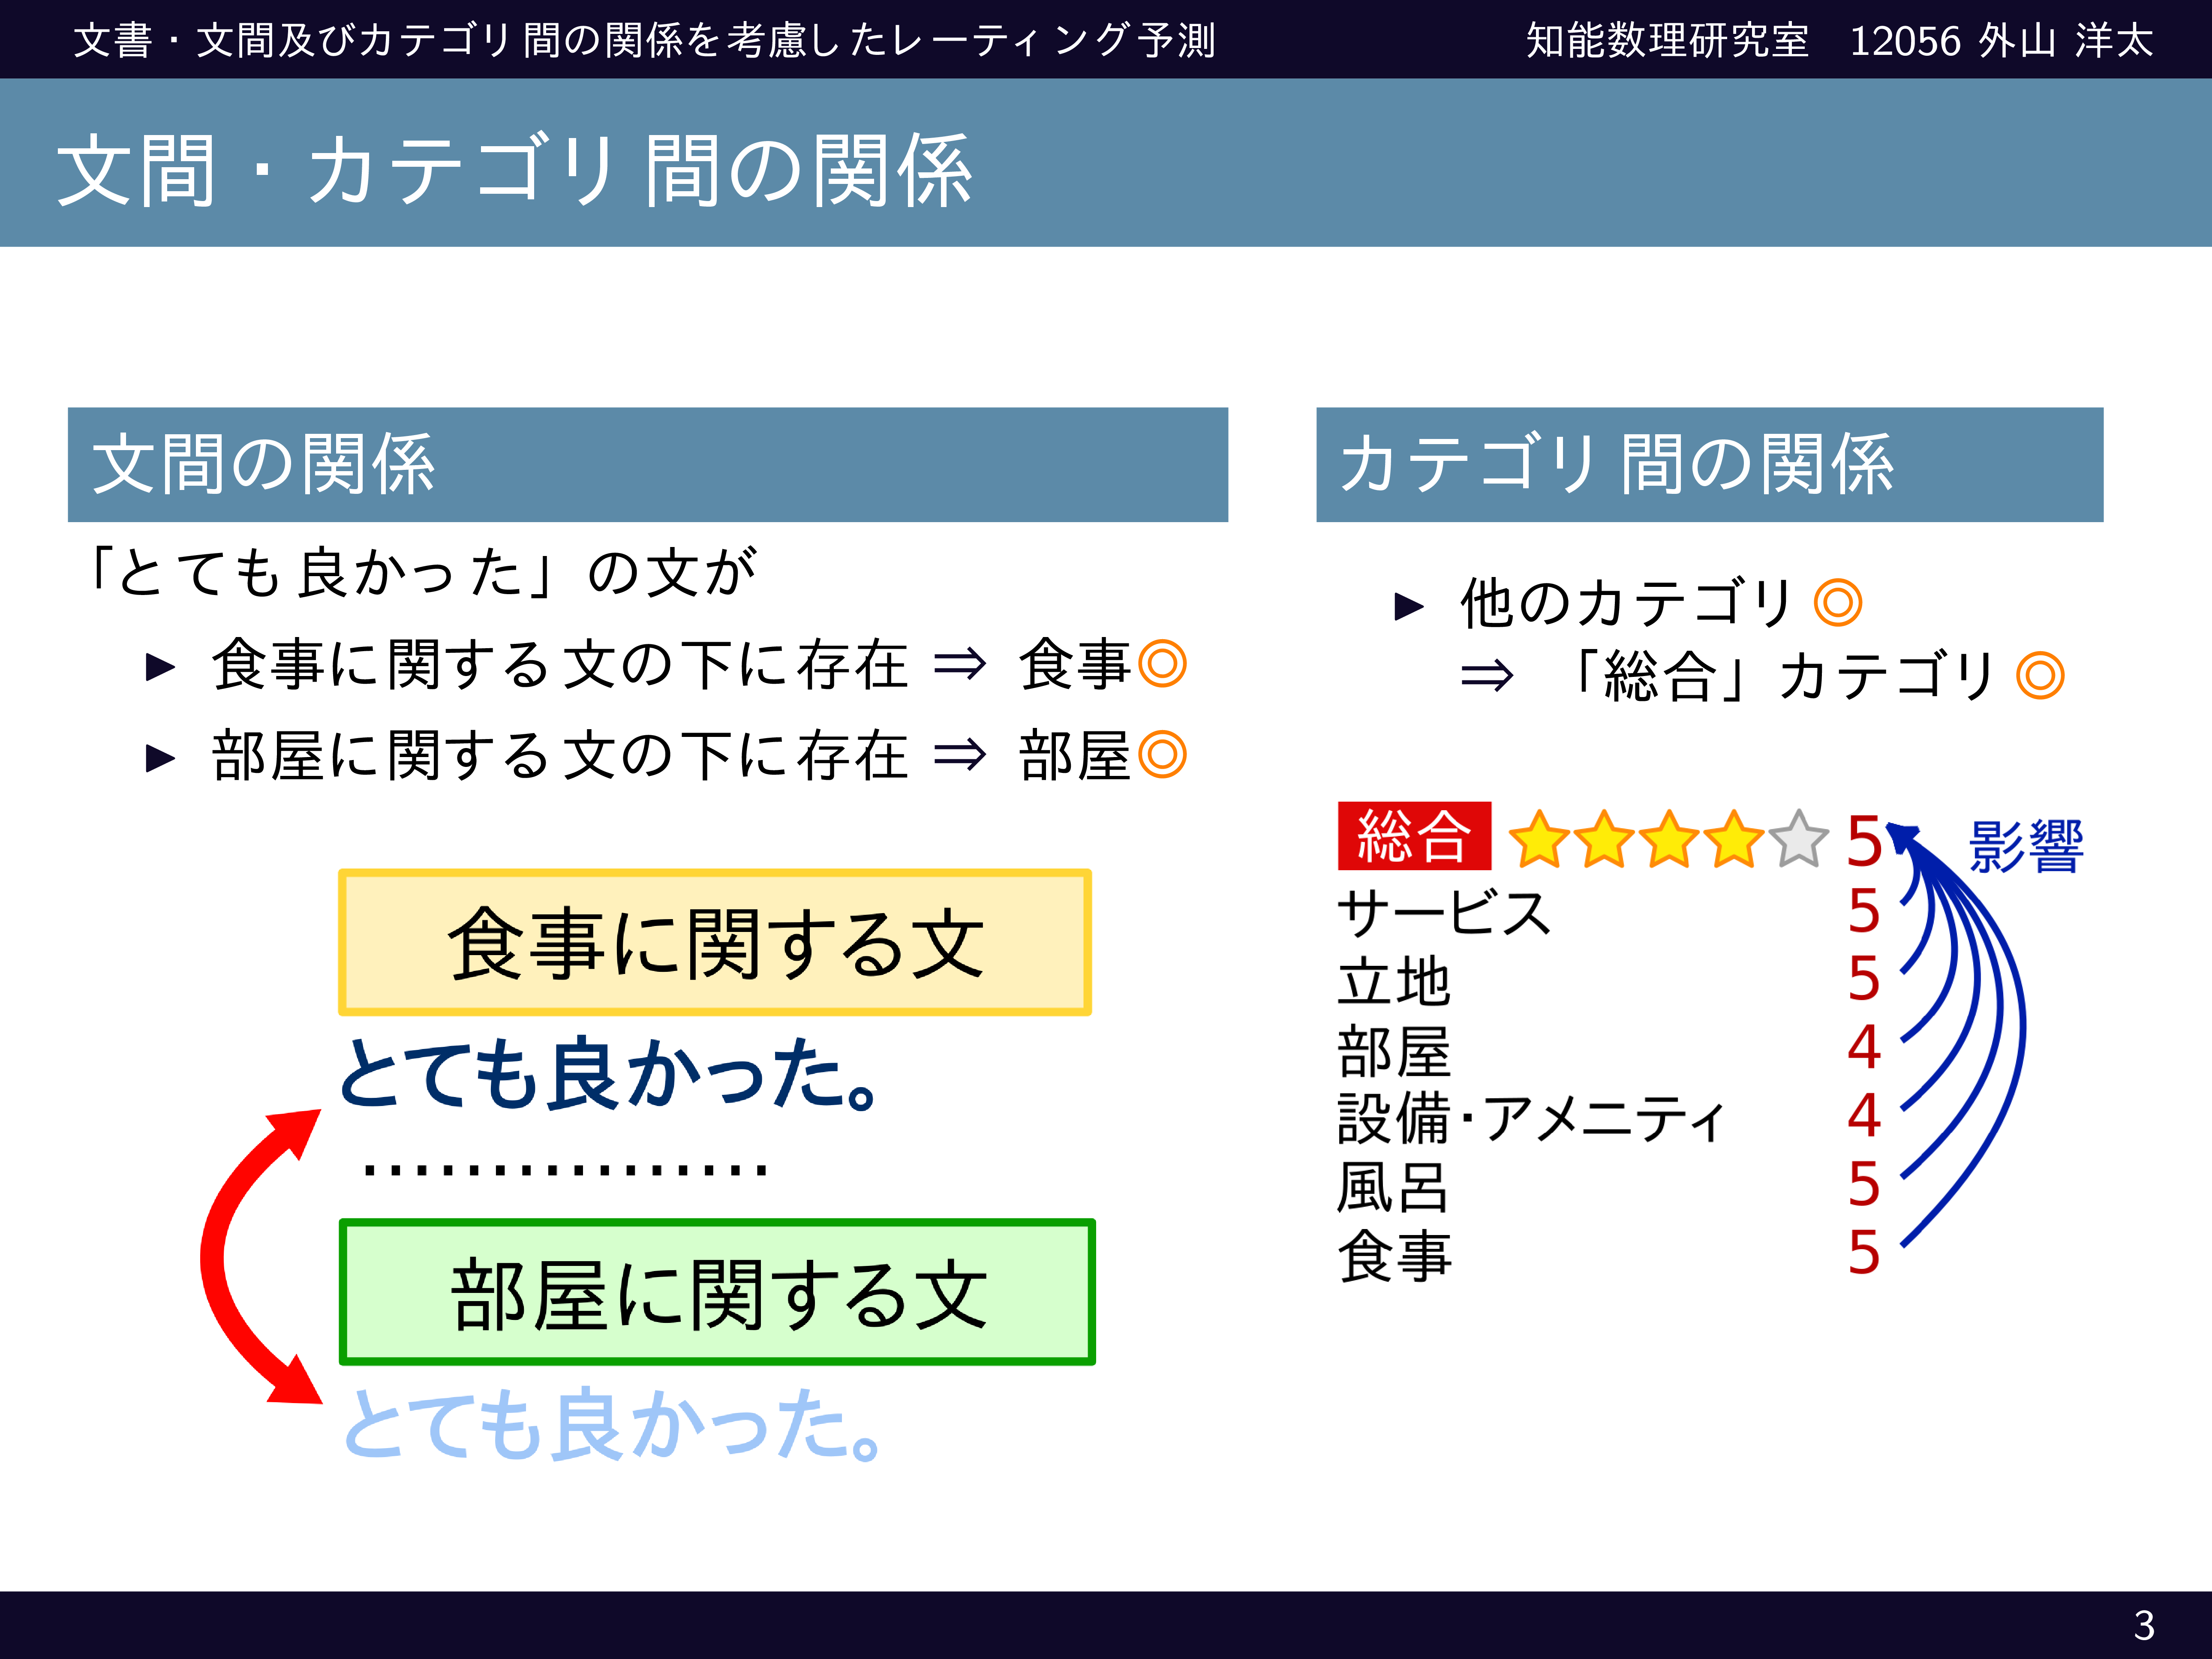 文書・文間及びカテゴリ間の関係を考慮したレーティング予測
知能数理研究室　12056 外山 洋太
文間・カテゴリ間の関係
文間の関係
「とても良かった」の文が
▶ 食事に関する文の下に存在 ⇒ 食事◎
▶ 部屋に関する文の下に存在 ⇒ 部屋◎
食事に関する文
とても良かった。
················
部屋に関する文
とても良かった。
カテゴリ間の関係
▶ 他のカテゴリ◎
⇒ 「総合」カテゴリ◎
総合 5 影響
サービス 5
立地 5
部屋 4
設備・アメニティ 4
風呂 5
食事 5
3